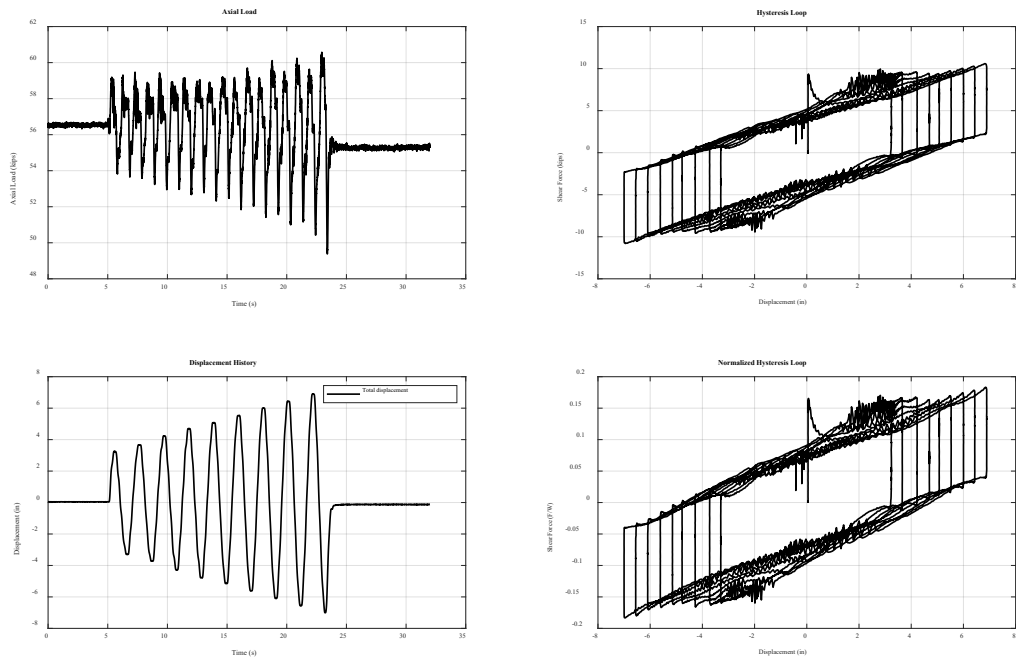 Axial Load
62
60
58
56
54
52
50
48
Axial Load (kips)
0 5 10 15 20 25 30 35
Time (s)
Hysteresis Loop
15
10
5
0
-5
-10
-15
Shear Force (kips)
-8 -6 -4 -2 0 2 4 6 8
Displacement (in)
Displacement History
8
6
4
2
0
-2
-4
-6
-8
Displacement (in)
Total displacement
0 5 10 15 20 25 30 35
Time (s)
Normalized Hysteresis Loop
0.2
0.15
0.1
0.05
0
-0.05
-0.1
-0.15
-0.2
Shear Force (F/W)
-8 -6 -4 -2 0 2 4 6 8
Displacement (in)